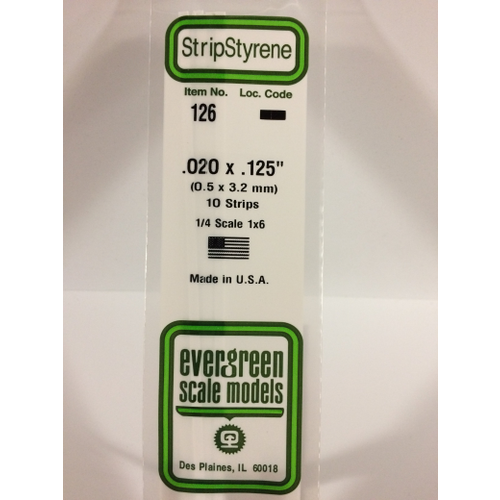 StripStyrene
Item No. Loc. Code
126
.020 x .125"
(0.5 x 3.2 mm)
10 Strips
1/4 Scale 1x6
Made in U.S.A.
evergreen
scale models
Des Plaines, IL 60018